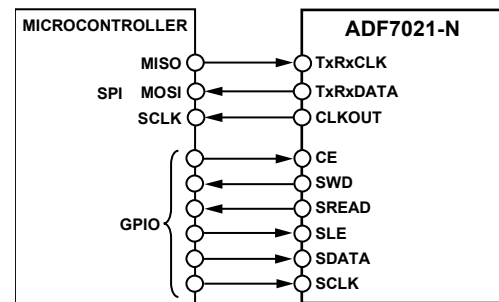 MICROCONTROLLER
ADF7021-N
MISO
TxRxCLK
SPI MOSI
TxRxDATA
SCLK
CLKOUT
CE
SWD
SREAD
GPIO
SLE
SDATA
SCLK